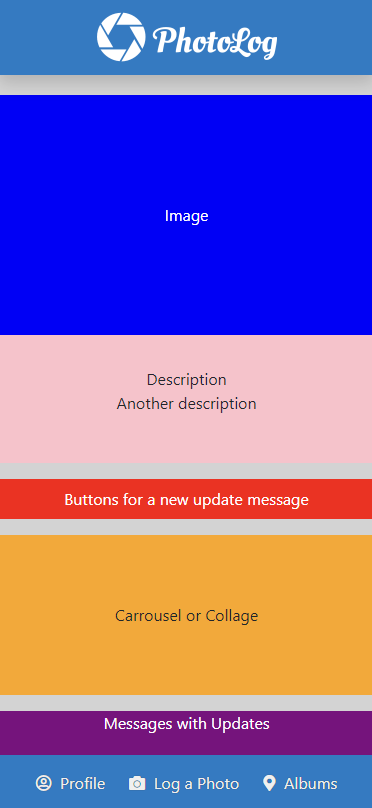 PhotoLog
Image
Description
Another description
Buttons for a new update message
Carrousel or Collage
Messages with Updates
Profile Log a Photo Albums